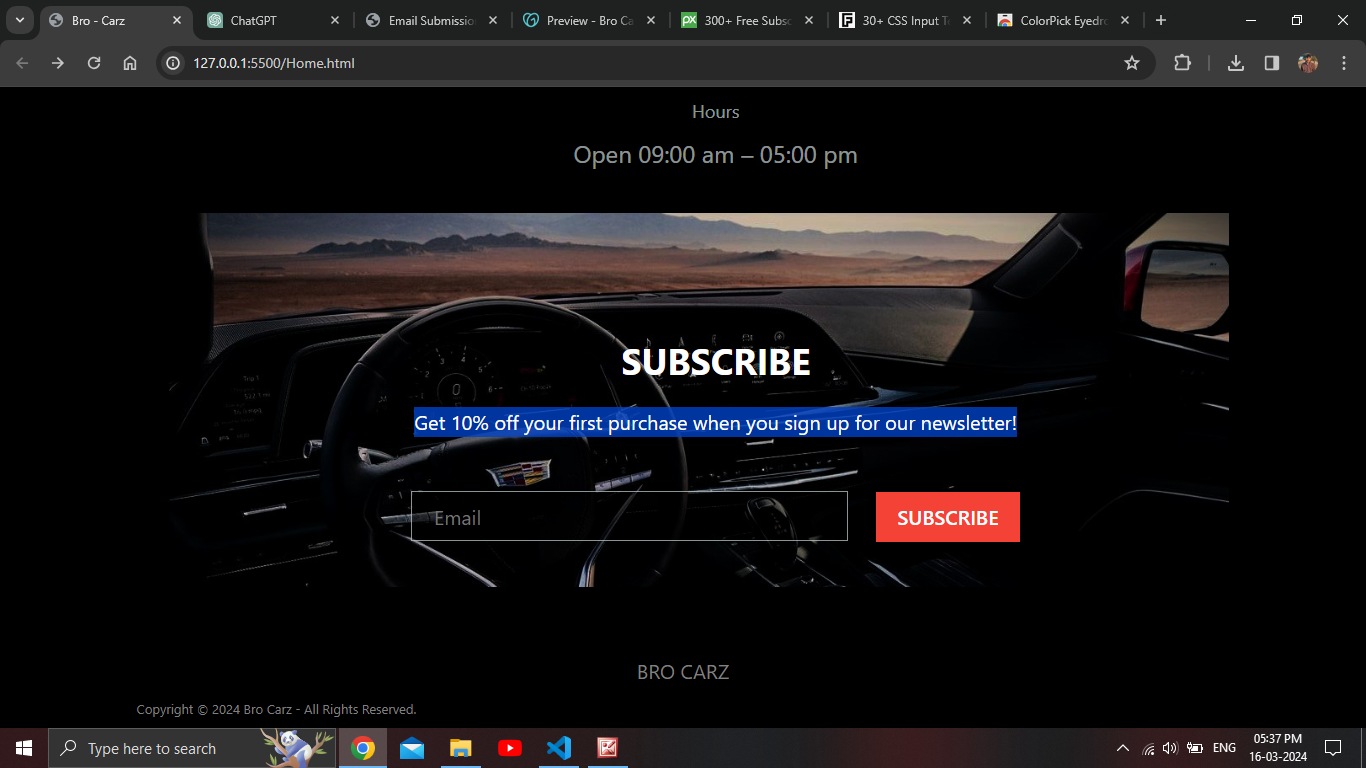 Bro - Carz
ChatGPT
Email Submissio
Preview - Bro Ca
300+ Free Subsc
30+ CSS Input Te
ColorPick Eyedro
127.0.0.1:5500/Home.html
Hours
Open 09:00 am – 05:00 pm
SUBSCRIBE
Get 10% off your first purchase when you sign up for our newsletter!
Email
SUBSCRIBE
BRO CARZ
Copyright © 2024 Bro Carz - All Rights Reserved.
Type here to search
ENG
05:37 PM
16-03-2024